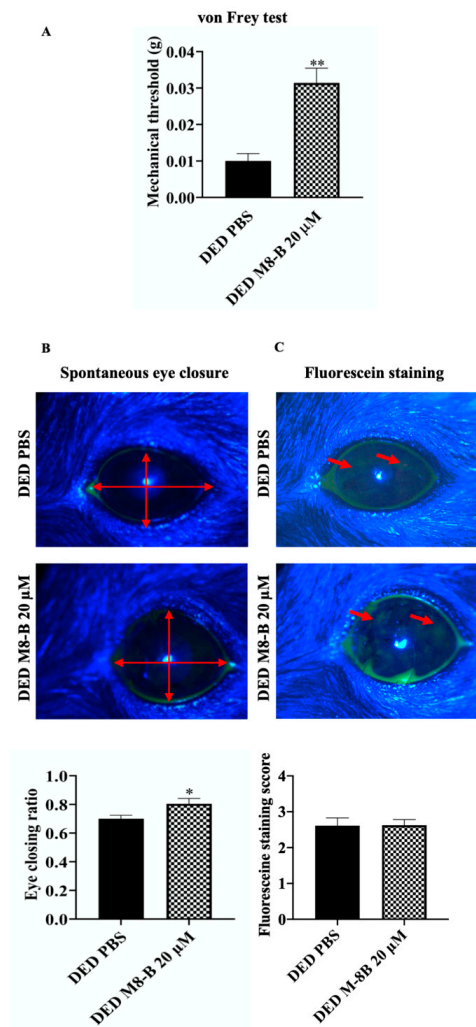 von Frey test
A
Mechanical threshold (g)
0.04
0.03
0.02
0.01
0.00
**
DED PBS
DED M8-B 20 µM
B
C
Spontaneous eye closure
Fluorescein staining
DED PBS
DED PBS
DED M8-B 20 µM
DED M8-B 20 µM
Eye closing ratio
1.0
0.8
0.6
0.4
0.2
0.0
*
DED PBS
DED M8-B 20 µM
Fluoresceine staining sccore
4
3
2
1
0
DED PBS
DED M-8B 20 µM